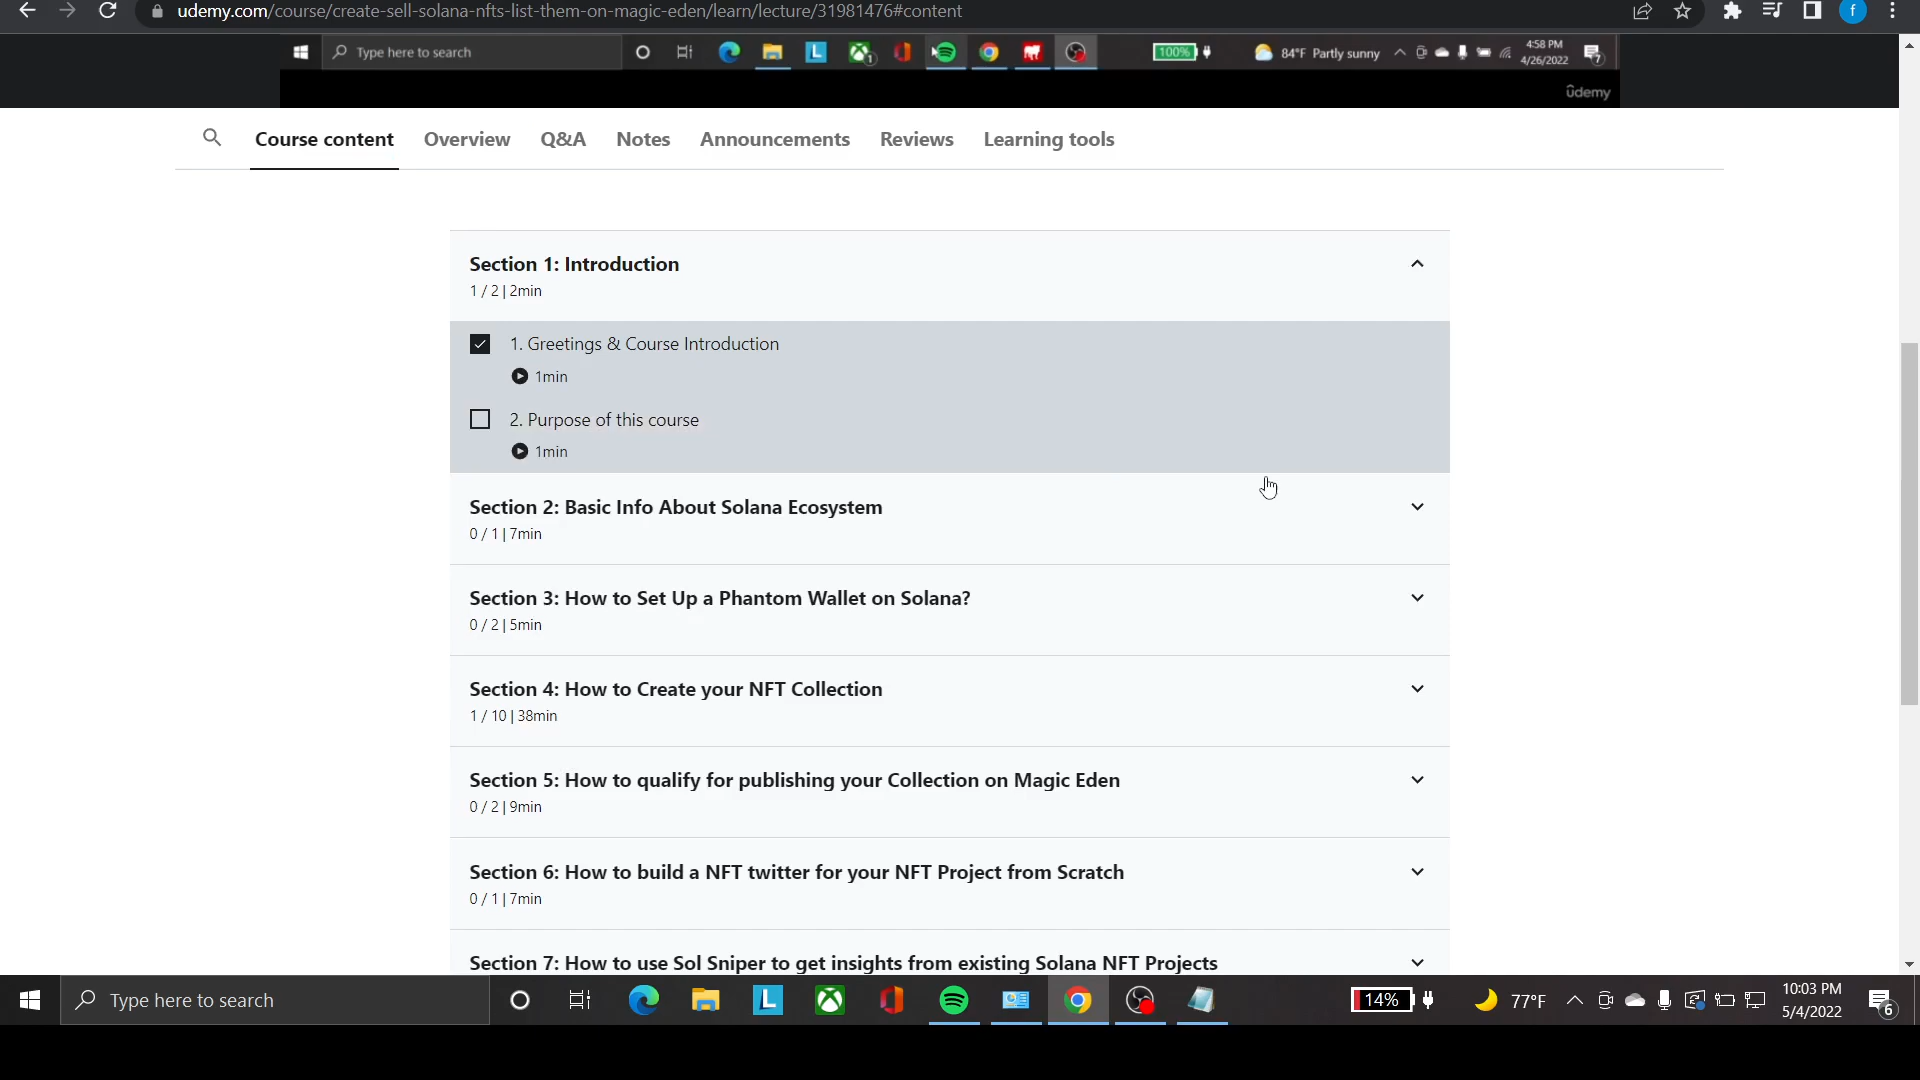 udemy.com/course/create-sell-solana-nfts-list-them-on-magic-eden/learn/lecture/31981476#content
f
Type here to search
L
1
100%
84°F Partly sunny
4:58 PM
4/26/2022
7
ûdemy
Course content Overview Q&A Notes Announcements Reviews Learning tools
Section 1: Introduction
1 / 2 | 2min
1. Greetings & Course Introduction
1min
2. Purpose of this course
1min
Section 2: Basic Info About Solana Ecosystem
0 / 1 | 7min
Section 3: How to Set Up a Phantom Wallet on Solana?
0 / 2 | 5min
Section 4: How to Create your NFT Collection
1 / 10 | 38min
Section 5: How to qualify for publishing your Collection on Magic Eden
0 / 2 | 9min
Section 6: How to build a NFT twitter for your NFT Project from Scratch
0 / 1 | 7min
Section 7: How to use Sol Sniper to get insights from existing Solana NFT Projects
Type here to search
L
14%
77°F
10:03 PM
5/4/2022
6